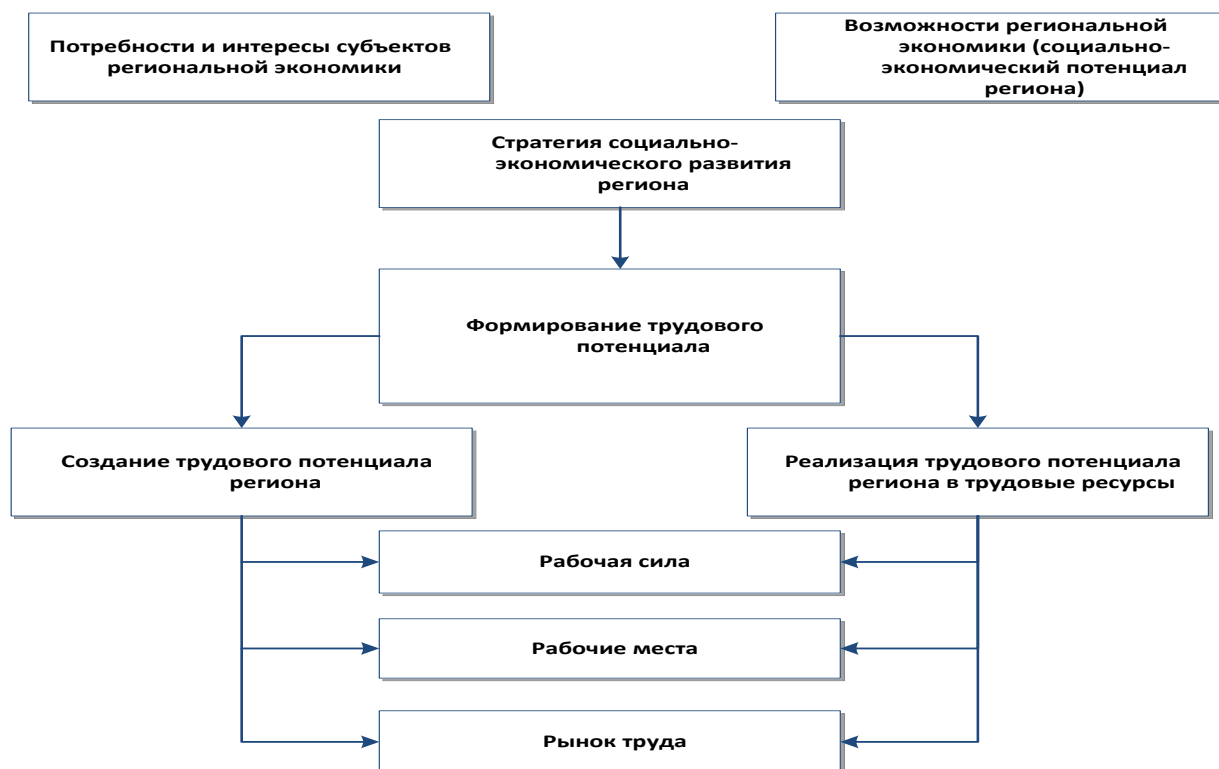 Потребности и интересы субъектов
региональной экономики
Возможности региональной
экономики (социально-
экономический потенциал
региона)
Стратегия социально-
экономического развития
региона
Формирование трудового
потенциала
Создание трудового потенциала
региона
Реализация трудового потенциала
региона в трудовые ресурсы
Рабочая сила
Рабочие места
Рынок труда